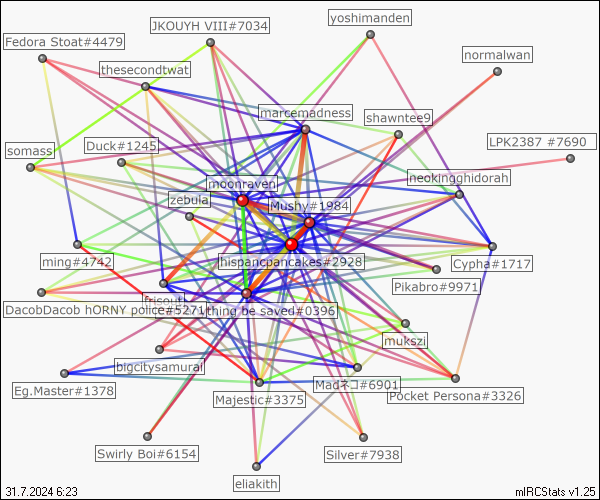 yoshimanden
JKOUYH VIII#7034
Fedora Stoat#4479
normalwan
thesecondtwat
marcemadness
shawntee9
LPK2387 #7690
Duck#1245
somass
neokingghidorah
moonraven
zebula
Mushy#1984
ming#4742
hispancpancakes#2928
Cypha#1717
Pikabro#9971
DacobDacob hORNY police#5271
thing be saved#0396
mukszi
bigcitysamurai
Eg.Master#1378
Madネコ#6901
Majestic#3375
Pocket Persona#3326
Swirly Boi#6154
Silver#7938
eliakith
31.7.2024 6:23
mIRCStats v1.25